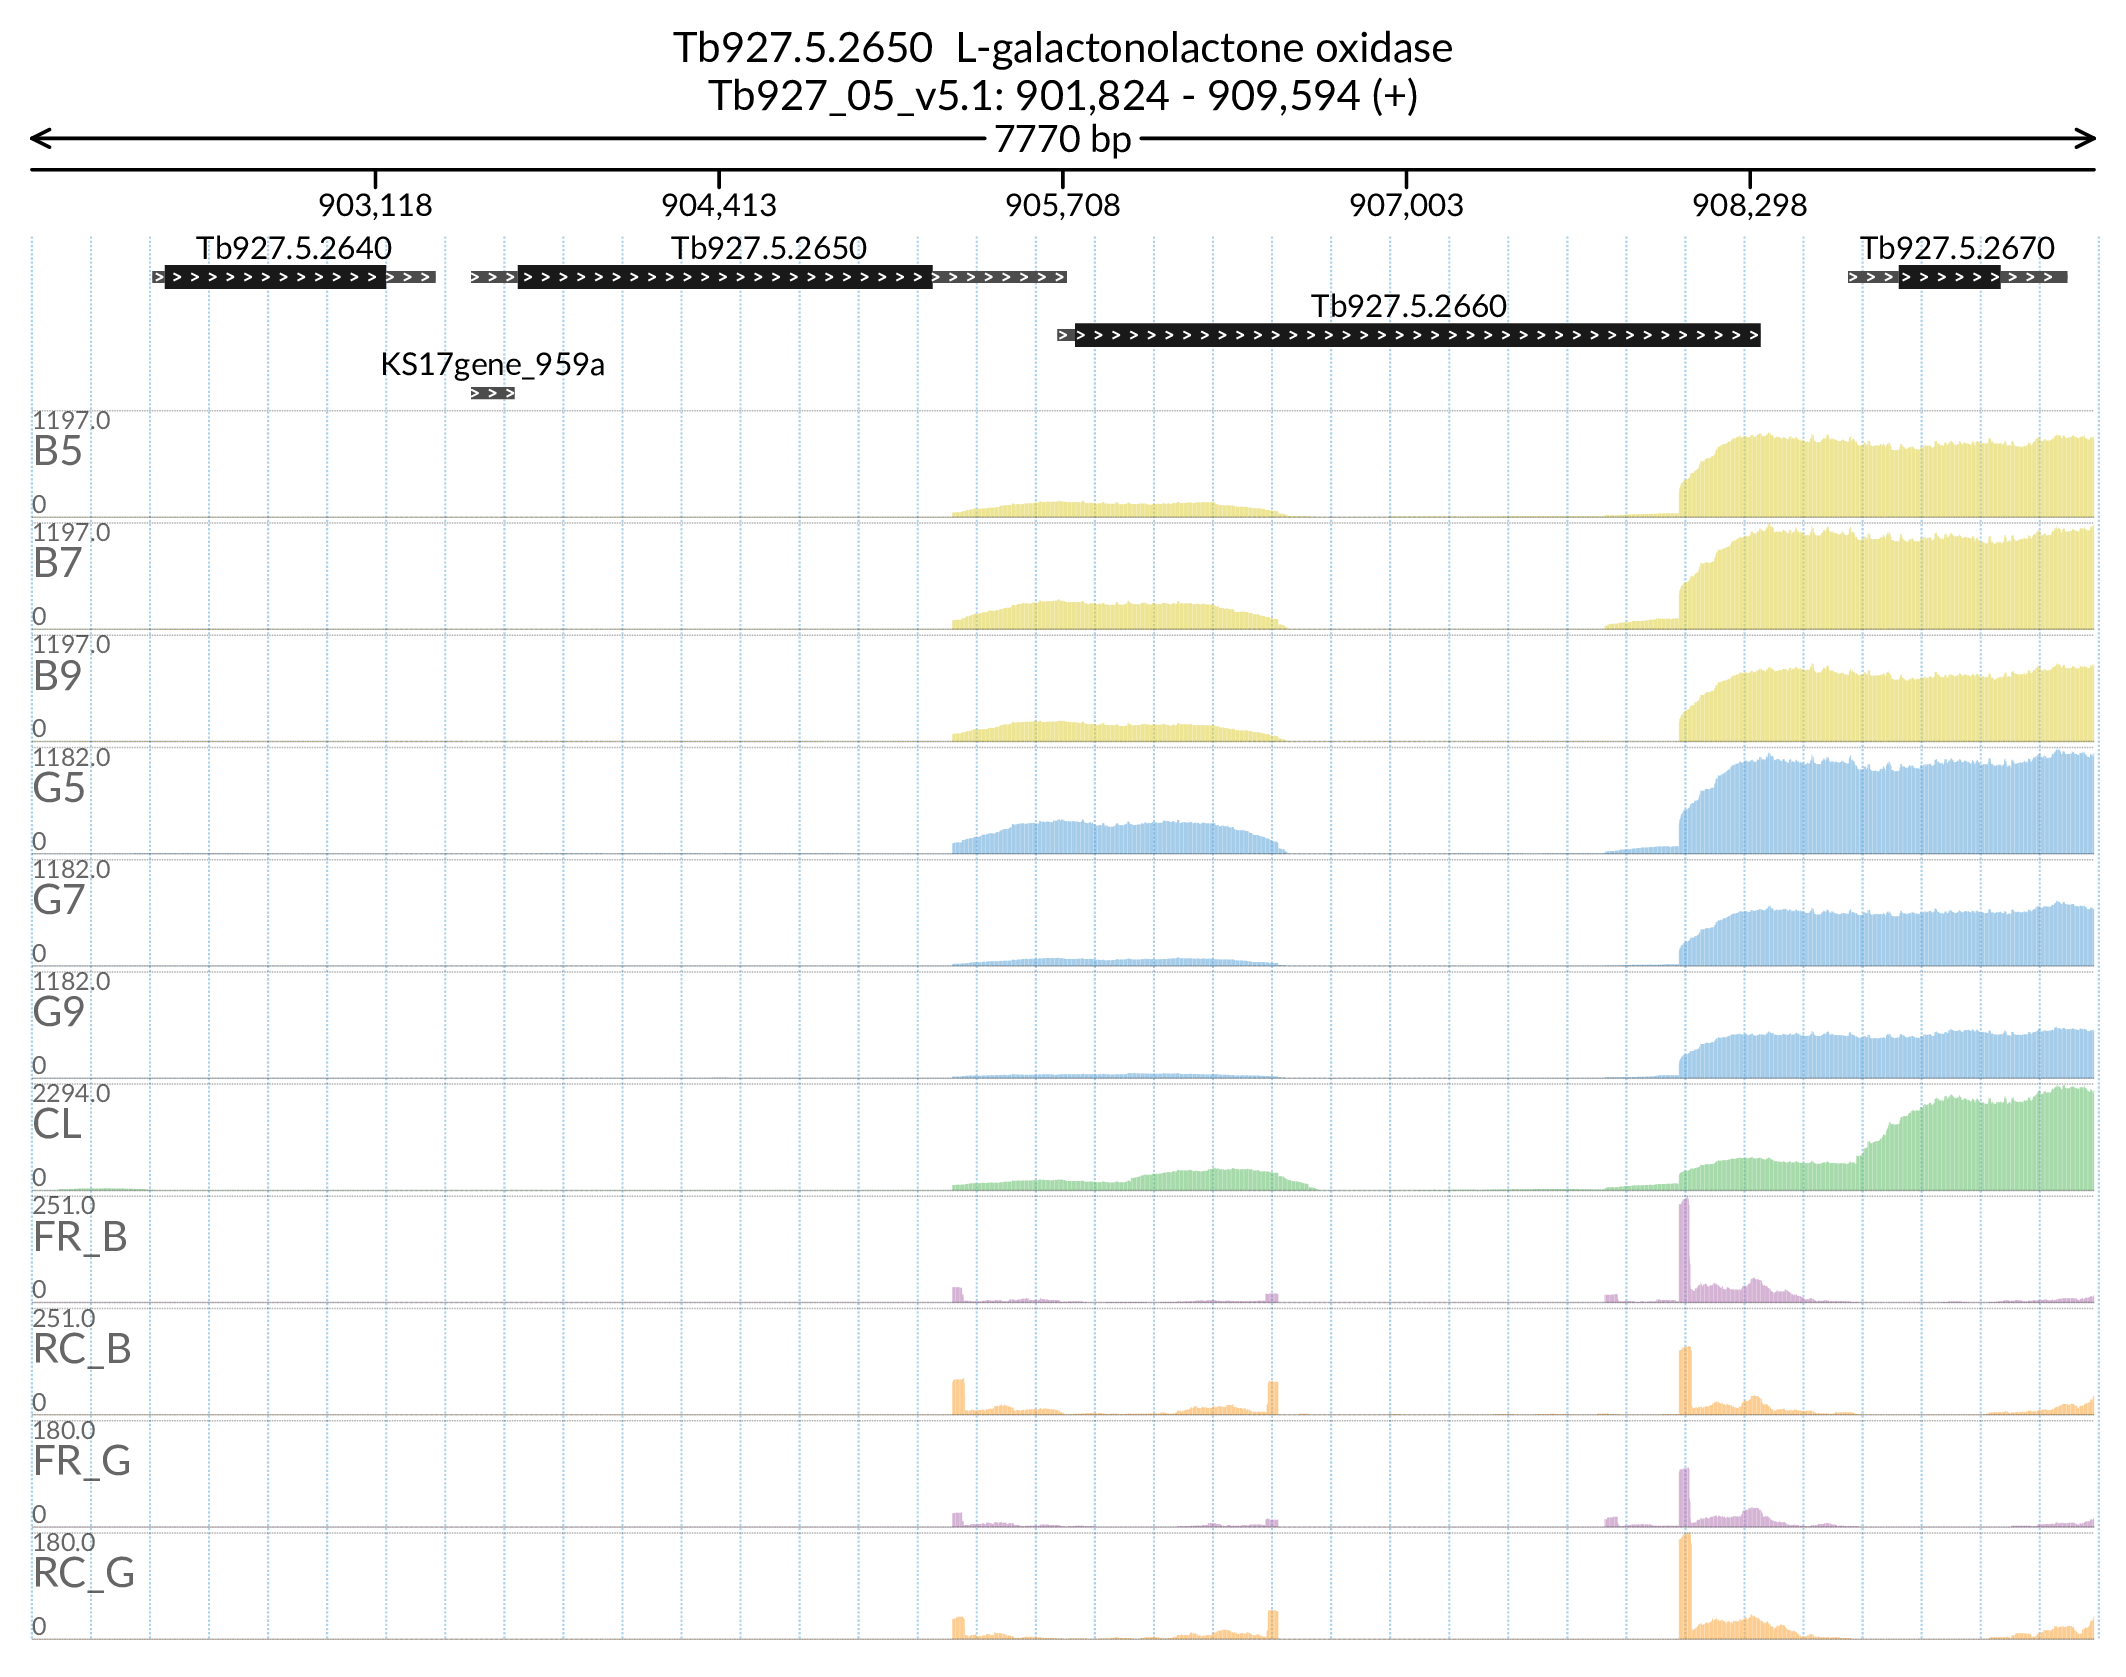 Tb927.5.2650 L-galactonolactone oxidase
Tb927_05_v5.1: 901,824 - 909,594 (+)
7770 bp
903,118 904,413 905,708 907,003 908,298
Tb927.5.2640 Tb927.5.2650 Tb927.5.2670
Tb927.5.2660
KS17gene_959a
1197.0
B5
0
1197.0
B7
0
1197.0
B9
0
1182.0
G5
0
1182.0
G7
0
1182.0
G9
0
2294.0
CL
0
251.0
FR_B
0
251.0
RC_B
0
180.0
FR_G
0
180.0
RC_G
0